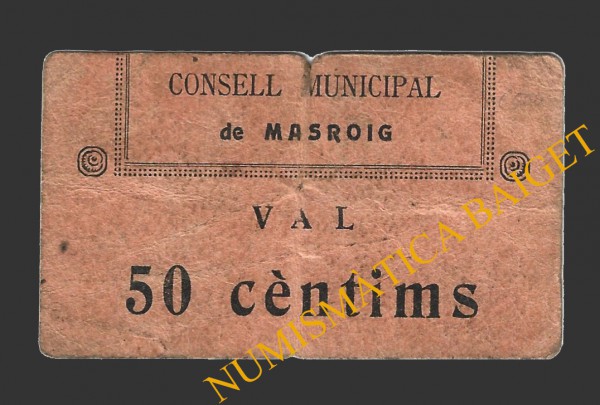 CONSELL MUNICIPAL
de MASROIG
VAL
50 cèntims
NUMISMÀTICA BAIGET